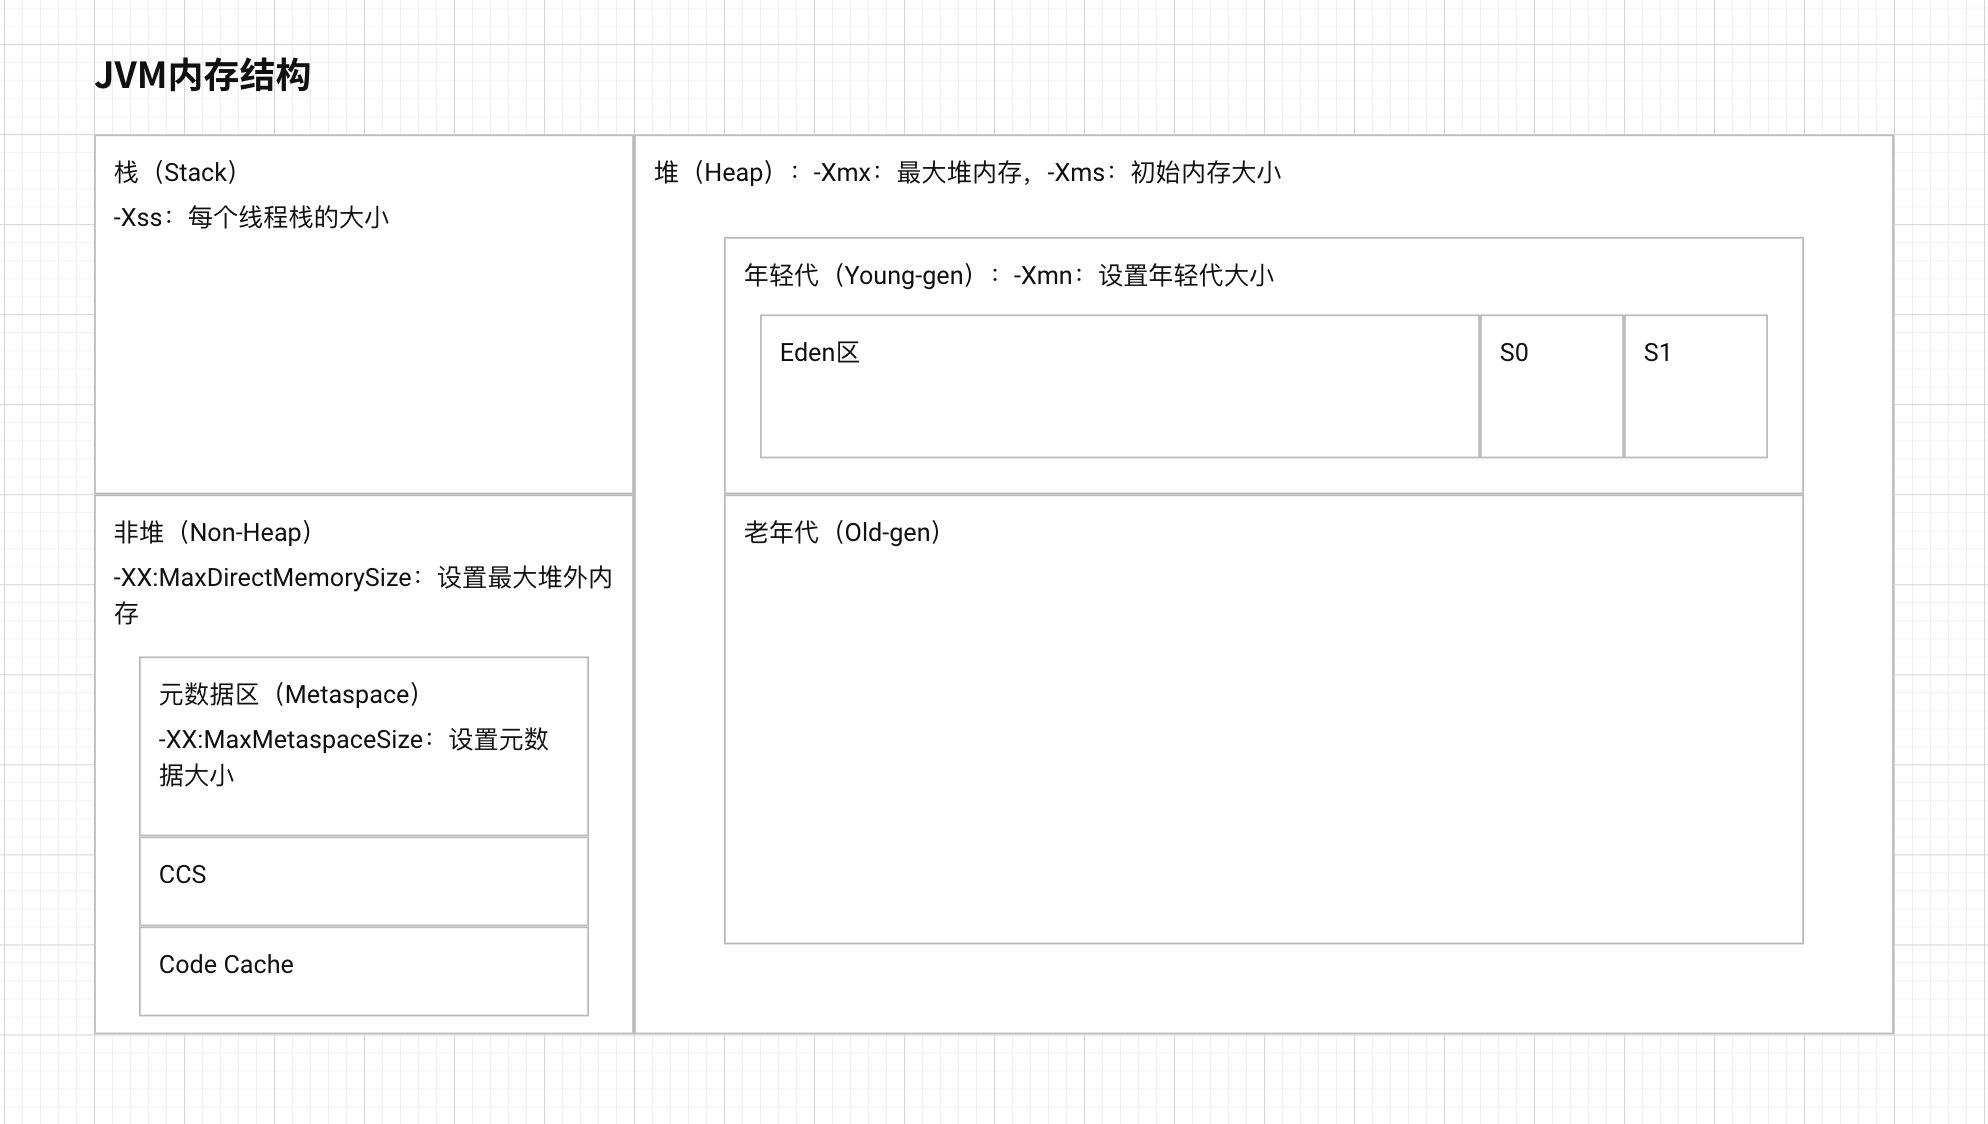 JVM内存结构
栈（Stack）
-Xss：每个线程栈的大小
非堆（Non-Heap）
-XX:MaxDirectMemorySize：设置最大堆外内
存
元数据区（Metaspace）
-XX:MaxMetaspaceSize：设置元数
据大小
CCS
Code Cache
堆（Heap）：-Xmx：最大堆内存，-Xms：初始内存大小
年轻代（Young-gen）：-Xmn：设置年轻代大小
Eden区
S0
S1
老年代（Old-gen）